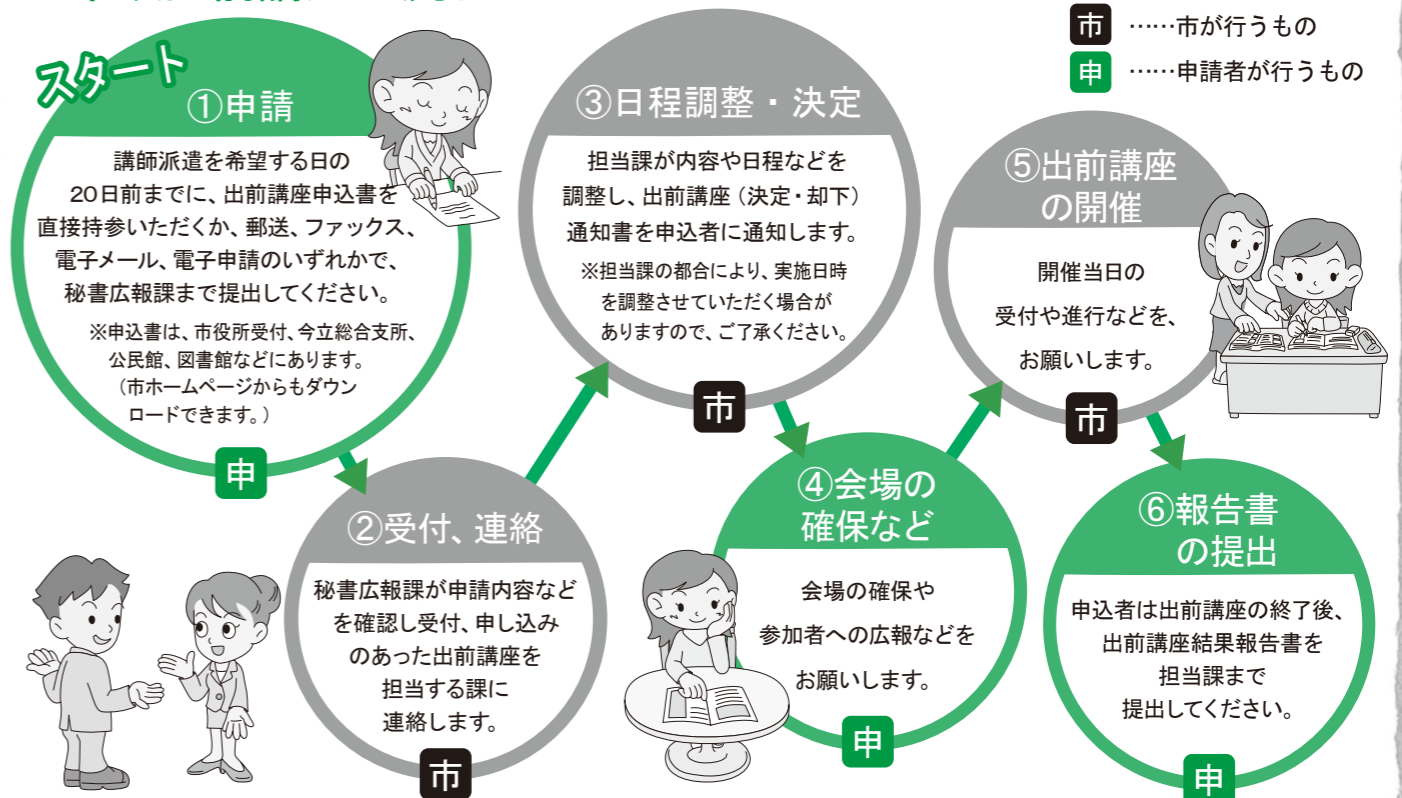 市 ……市が行うもの
申 ……申請者が行うもの
スタート
①申請
講師派遣を希望する日の
20日前までに、出前講座申込書を
直接持参いただくか、郵送、ファックス、
電子メール、電子申請のいずれかで、
秘書広報課まで提出してください。
※申込書は、市役所受付、今立総合支所、
公民館、図書館などにあります。
(市ホームページからもダウン
ロードできます。)
申
②受付、連絡
秘書広報課が申請内容など
を確認し受付、申し込み
のあった出前講座を
担当する課に
連絡します。
市
③日程調整・決定
担当課が内容や日程などを
調整し、出前講座(決定・却下)
通知書を申込者に通知します。
※担当課の都合により、実施日時
を調整させていただく場合が
ありますので、ご了承ください。
市
④会場の
確保など
会場の確保や
参加者への広報などを
お願いします。
申
⑤出前講座
の開催
開催当日の
受付や進行などを、
お願いします。
市
⑥報告書
の提出
申込者は出前講座の終了後、
出前講座結果報告書を
担当課まで
提出してください。
申